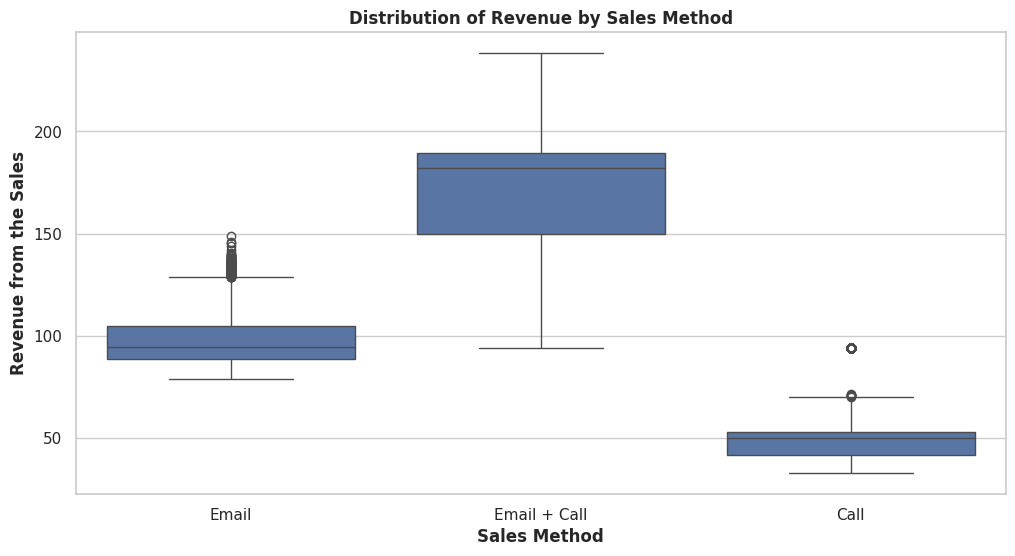 Distribution of Revenue by Sales Method
Revenue from the Sales
200
150
100
50
Email
Email + Call
Call
Sales Method